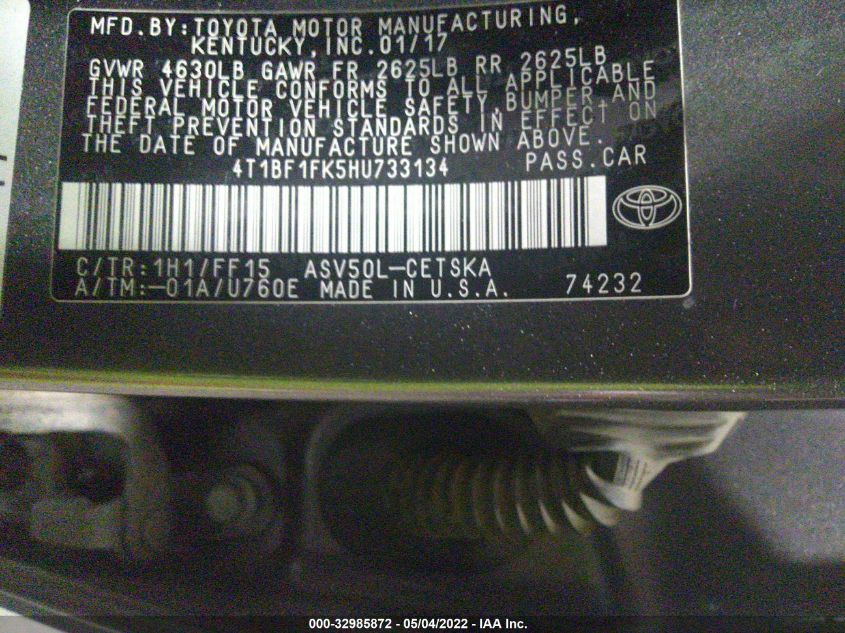 MFD.BY:TOYOTA MOTOR MANUFACTURING,
KENTUCKY,INC.01/17
GVWR 4630LB GAWR FR 2625LB RR 2625LB
THIS VEHICLE CONFORMS TO ALL APPLICABLE
FEDERAL MOTOR VEHICLE SAFETY,BUMPER,AND
THEFT PREVENTION STANDARDS IN EFFECT ON
THE DATE OF MANUFACTURE SHOWN ABOVE.
4T1BF1FK5HU733134 PASS.CAR
C/TR:1H1/FF15 ASV50L-CETSKA
A/TM:-01A/U760E MADE IN U.S.A. 74232
000-32985872 - 05/04/2022 - IAA Inc.